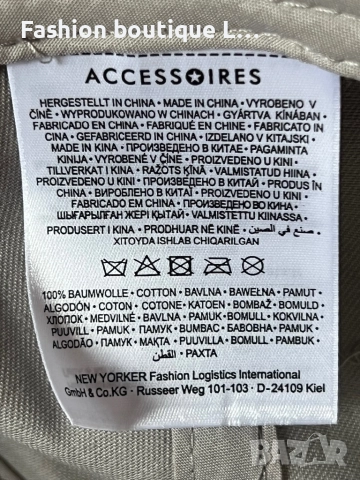 Fashion boutique L...
ACCESSOIRES
HERGESTELLT IN CHINA • MADE IN CHINA • VYROBENO V
ČÍNĚ • WYPRODUKOWANO W CHINACH • GYÁRTVA KÍNÁBAN •
FABRICADO EN CHINA • FABRIQUÉ EN CHINE • FABBRICATO IN
CINA • GEFABRICEERD IN CHINA • IZDELANO V KITAJSKI •
MADE IN KINA • ПРОИЗВЕДЕНО В КИТАЕ • PAGAMINTA
KINIJA • VYROBENÉ V ČÍNE • PROIZVEDENO U KINI •
TILLVERKAT I KINA • RAŽOTS ĶĪNĀ • VALMISTATUD HIINA •
PROIZVEDENO U KINI • FABRICAT ÎN CHINA • PRODUS ÎN
CHINA • ВИРОБЛЕНО В КИТАЇ • FABRICADO EM CHINA •
PROIZVEDENO U KINI • ПРОИЗВЕДЕНО ВО КИНА •
ШЫҒАРЫЛҒАН ЖЕРІ ҚЫТАЙ • VALMISTETTU KIINASSA •
PRODUSERT I KINA • PRODHUAR NË KINË • صنع في الصين •
XITOYDA ISHLAB CHIQARILGAN
100% BAUMWOLLE • COTTON • BAVLNA • BAWEŁNA • PAMUT •
ALGODÓN • COTON • COTONE • KATOEN • BOMBAŽ • BOMULD •
ХЛОПОК • MEDVILNĖ • BAVLNA • PAMUK • BOMULL • KOKVILNA •
PUUVILL • PAMUK • ПАМУК • BUMBAC • БАВОВНА • PAMUK •
ALGODÃO • ПАМУК • МАҚТА • PUUVILLA • BOMULL • PAMBUK •
القطن • PAXTA
NEW YORKER Fashion Logistics International
GmbH & Co.KG • Russeer Weg 101-103 • D-24109 Kiel
BAZAR